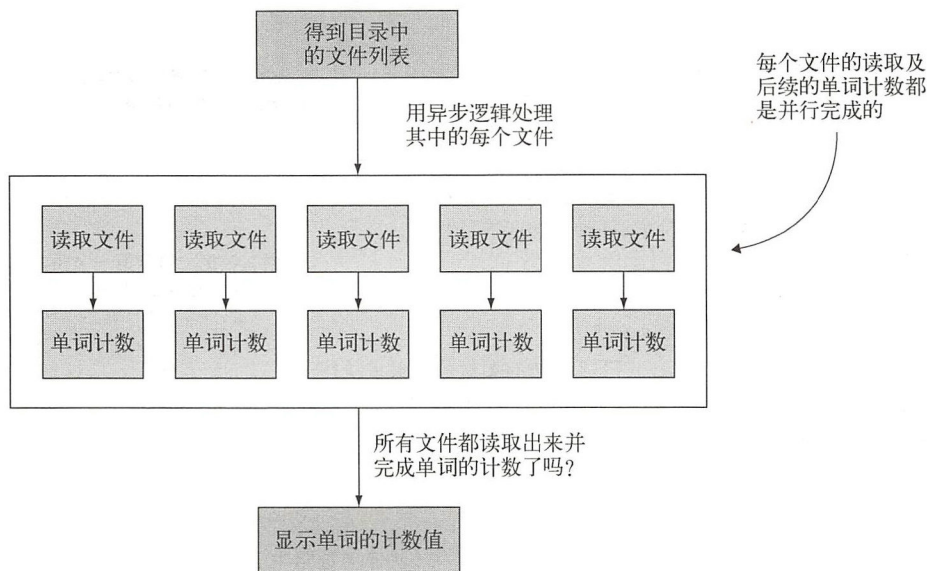 得到目录中
的文件列表
每个文件的读取及
后续的单词计数都
是并行完成的
用异步逻辑处理
其中的每个文件
读取文件 读取文件 读取文件 读取文件 读取文件
单词计数 单词计数 单词计数 单词计数 单词计数
所有文件都读取出来并
完成单词的计数了吗?
显示单词的计数值